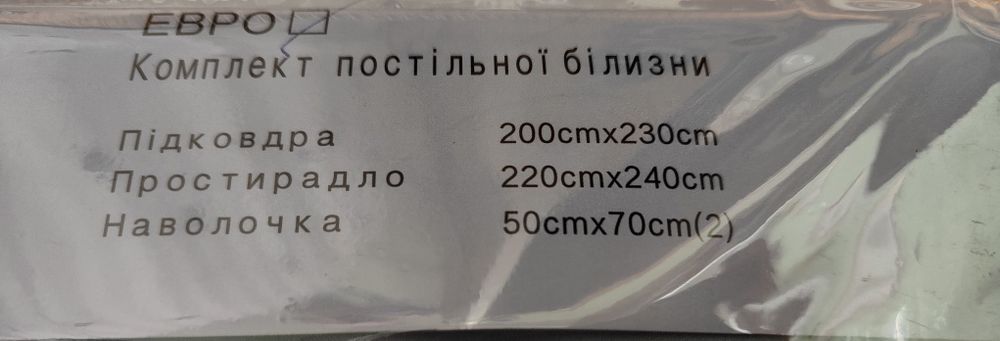 ЕВРО
Комплект постільної білизни
Підковдра 200cmx230cm
Простирадло 220cmx240cm
Наволочка 50cmx70cm(2)